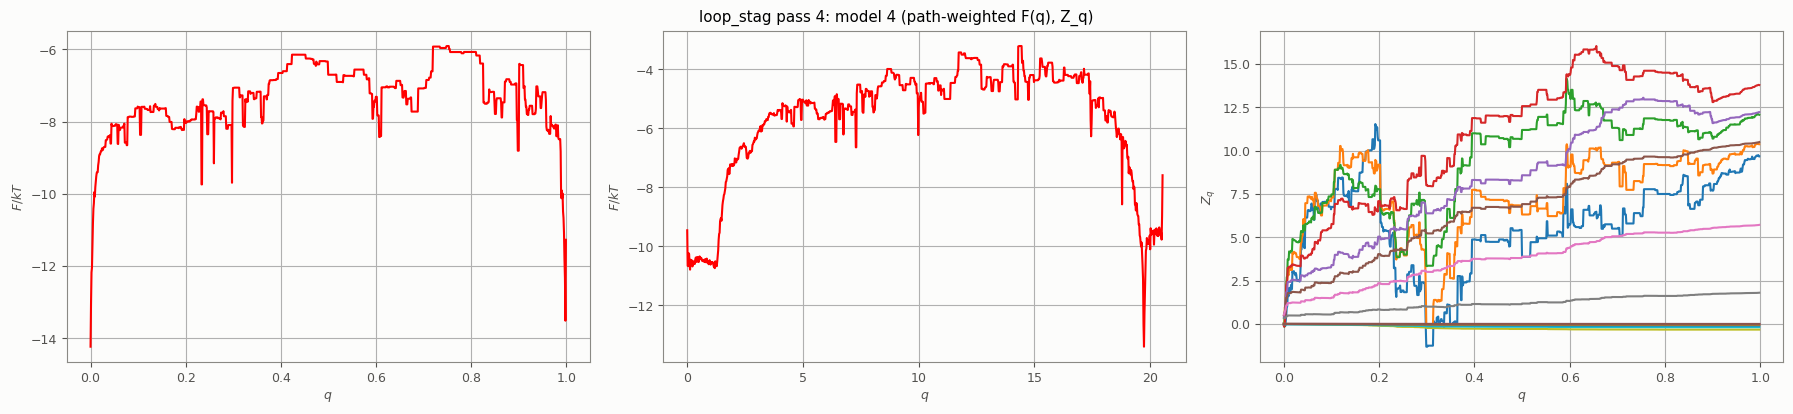 loop_stag pass 4: model 4 (path-weighted F(q), Z_q)
−6
−8
−10
−12
−14
F/kT
0.0 0.2 0.4 0.6 0.8 1.0
q
−4
−6
−8
−10
−12
F/kT
0 5 10 15 20
q
15.0
12.5
10.0
7.5
5.0
2.5
0.0
Z_q
0.0 0.2 0.4 0.6 0.8 1.0
q